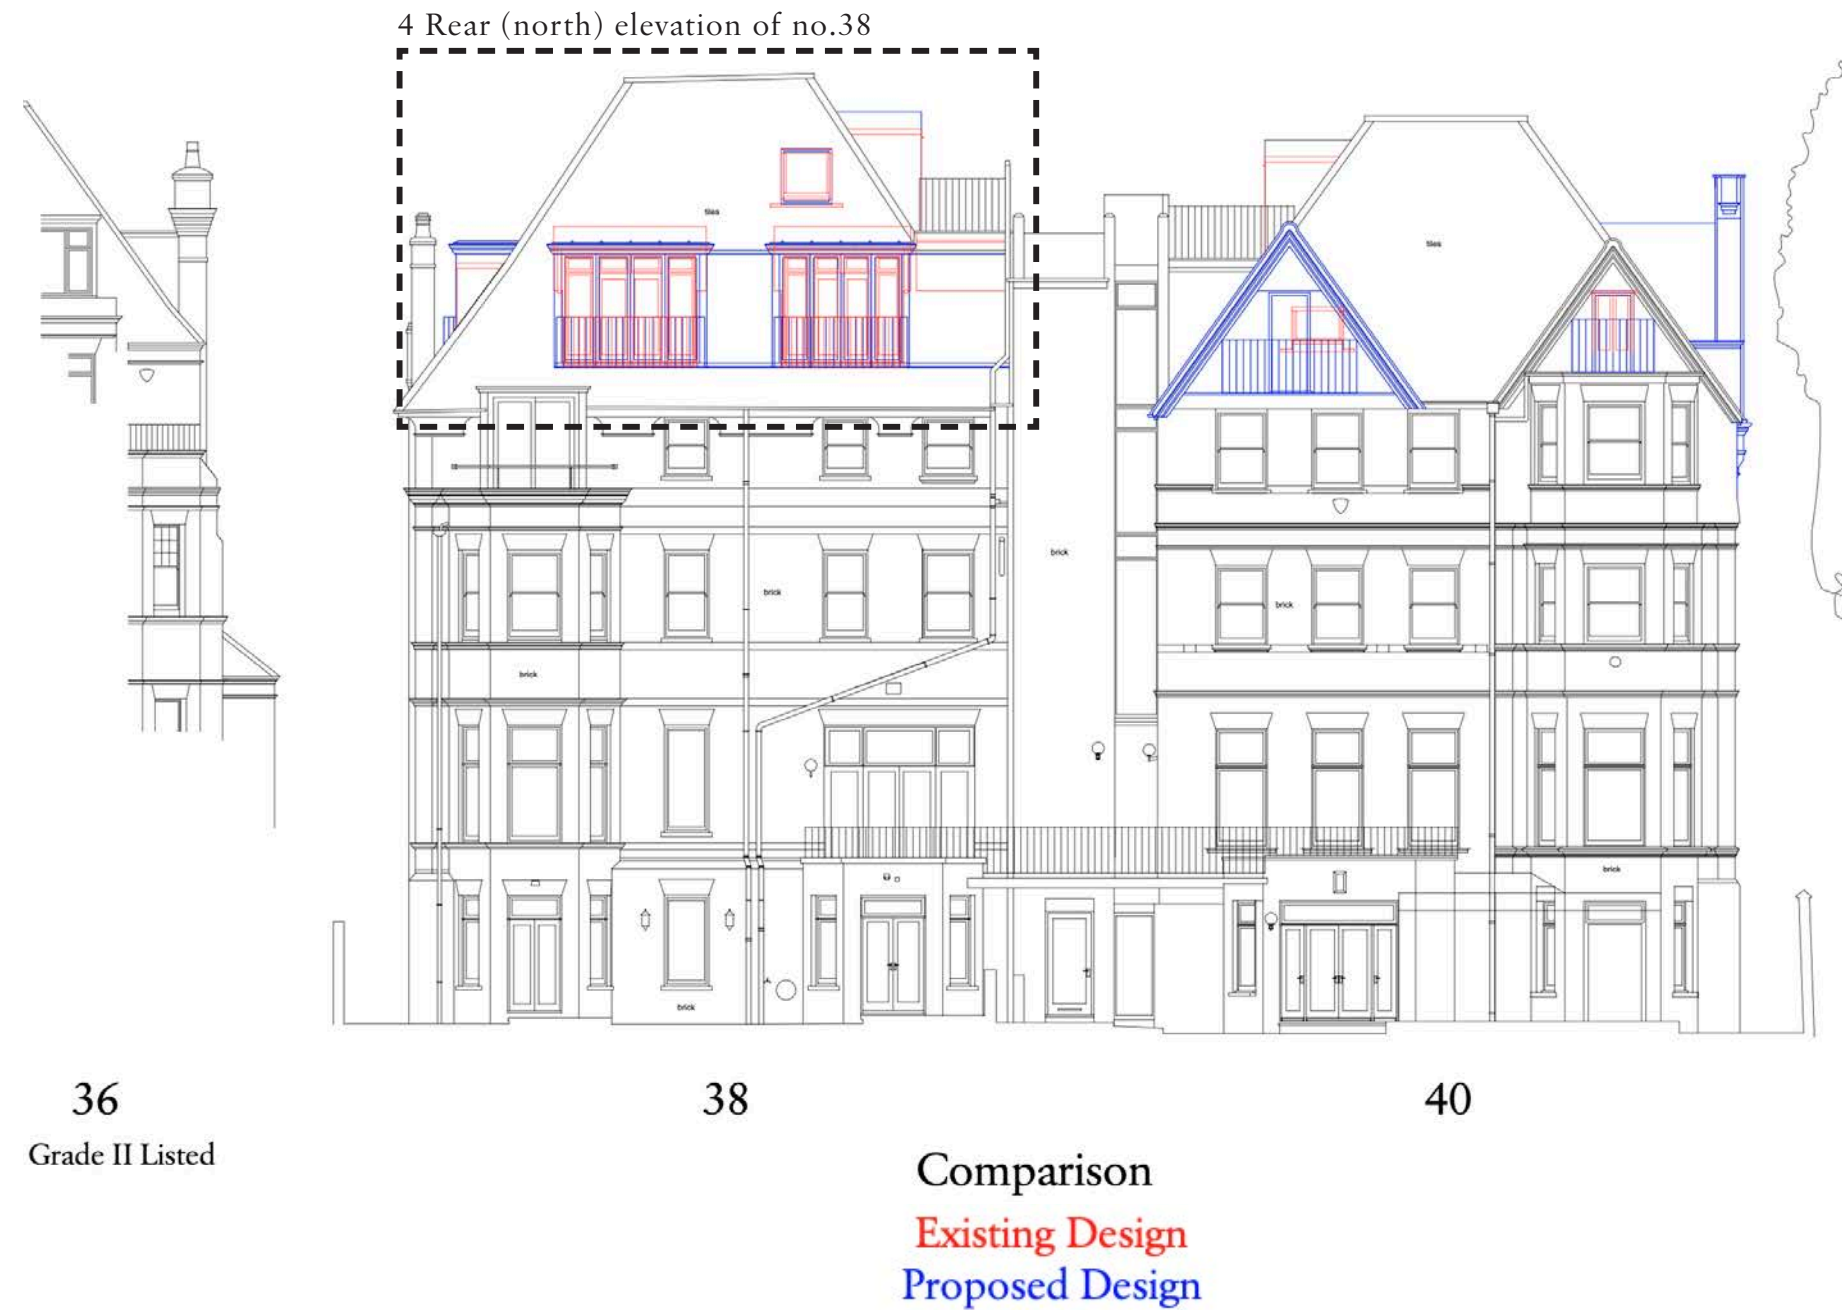 4 Rear (north) elevation of no.38
tiles
tiles
brick
brick
brick
brick
brick
brick
36
38
40
Grade II Listed
Comparison
Existing Design
Proposed Design